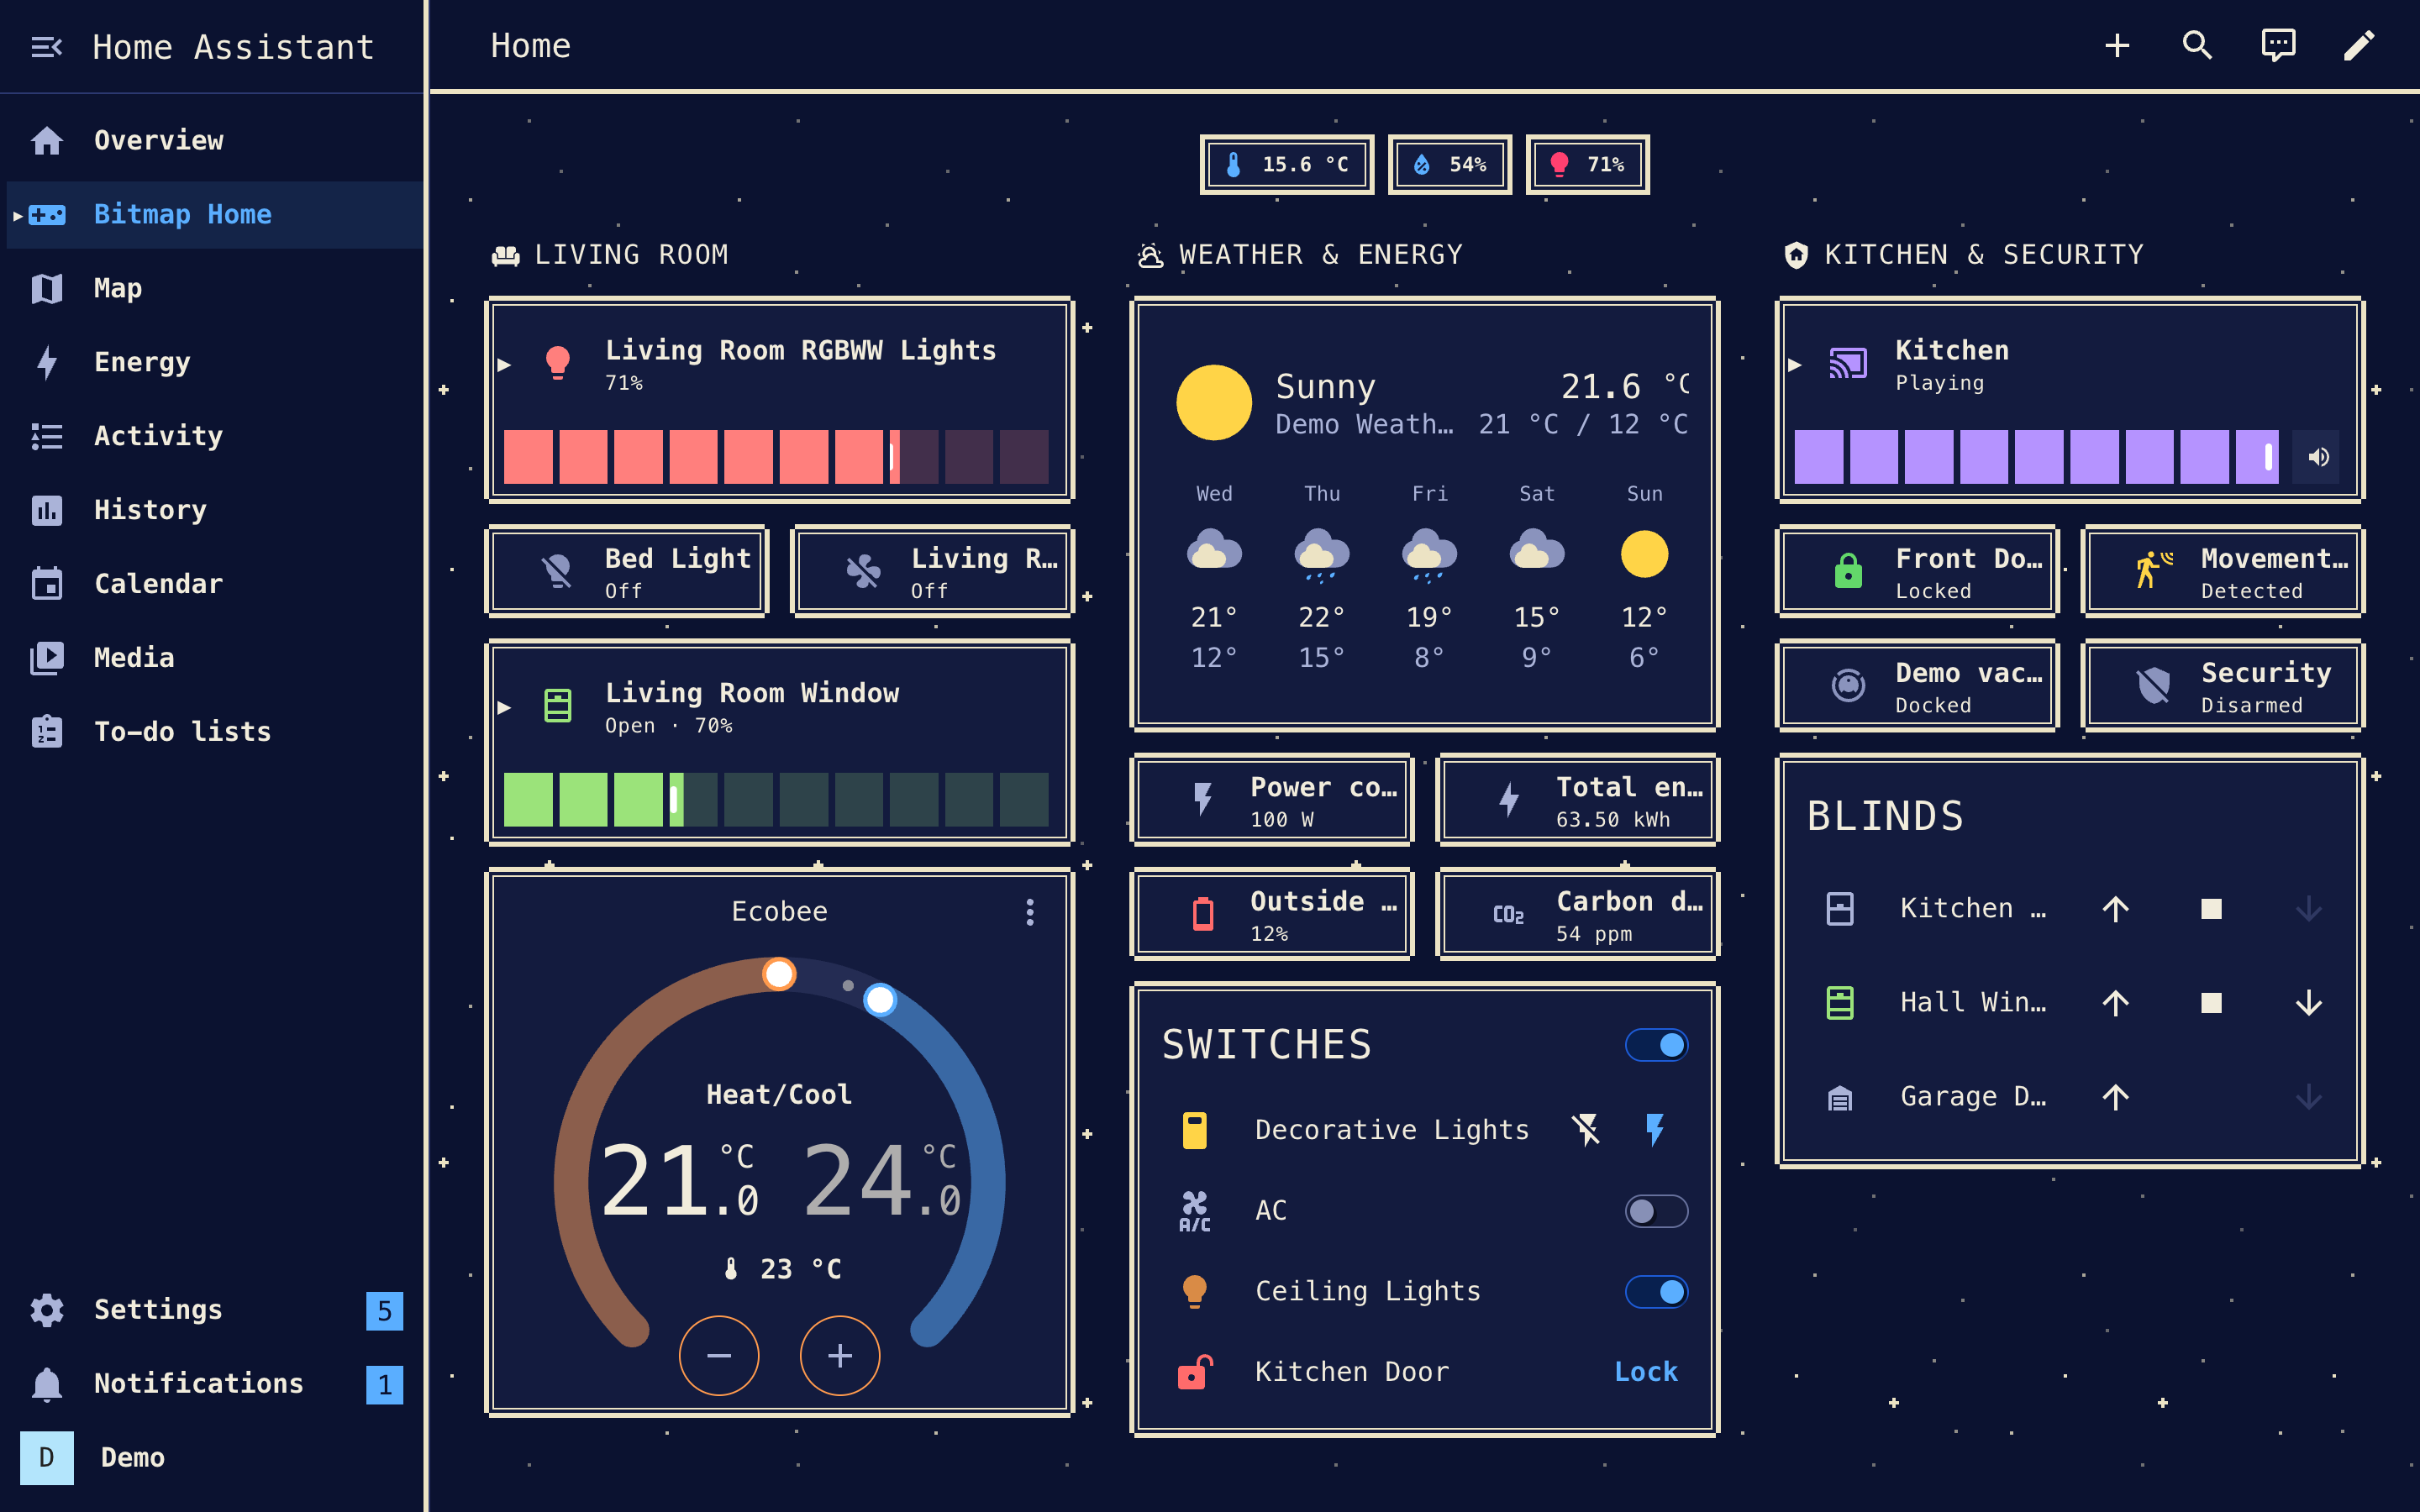 Home Assistant
Overview
Bitmap Home
Map
Energy
Activity
History
Calendar
Media
To-do lists
Settings 5
Notifications 1
D Demo
Home
15.6 °C
54%
71%
LIVING ROOM
Living Room RGBWW Lights
71%
Bed Light
Off
Living R…
Off
Living Room Window
Open · 70%
Ecobee
Heat/Cool
21.0 °C 24.0 °C
23 °C
WEATHER & ENERGY
Sunny 21.6 °C
Demo Weath… 21 °C / 12 °C
Wed Thu Fri Sat Sun
21° 22° 19° 15° 12°
12° 15° 8° 9° 6°
Power co…
100 W
Total en…
63.50 kWh
Outside …
12%
CO₂
Carbon d…
54 ppm
SWITCHES
Decorative Lights
A/C
AC
Ceiling Lights
Kitchen Door Lock
KITCHEN & SECURITY
Kitchen
Playing
Front Do…
Locked
Movement…
Detected
Demo vac…
Docked
Security
Disarmed
BLINDS
Kitchen …
Hall Win…
Garage D…